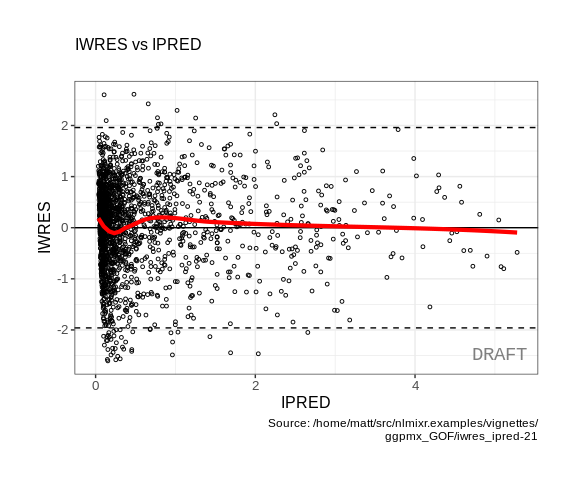 IWRES vs IPRED
2
1
0
-1
-2
IWRES
DRAFT
0
2
4
IPRED
Source: /home/matt/src/nlmixr.examples/vignettes/
ggpmx_GOF/iwres_ipred-21